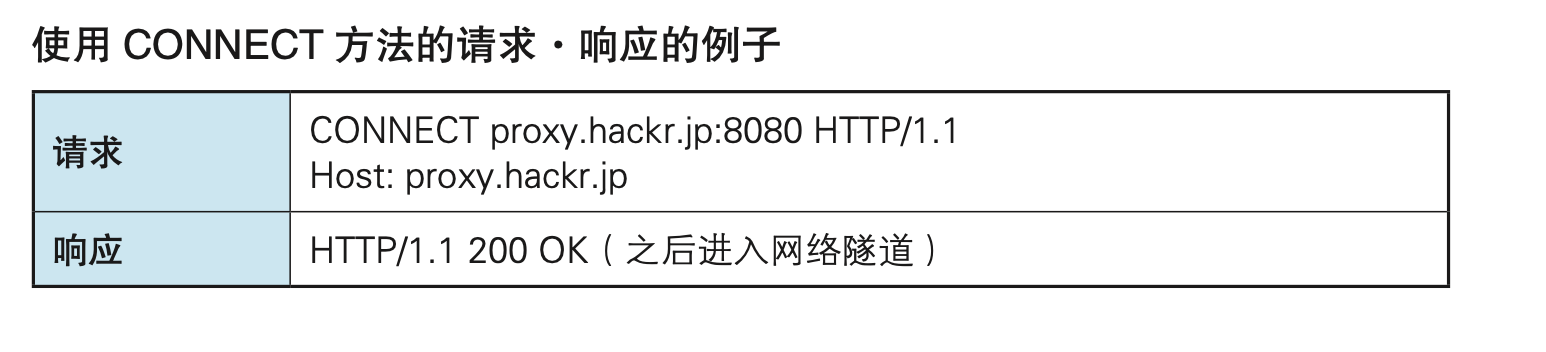 使用 CONNECT 方法的请求・响应的例子
请求
CONNECT proxy.hackr.jp:8080 HTTP/1.1
Host: proxy.hackr.jp
响应
HTTP/1.1 200 OK（之后进入网络隧道）